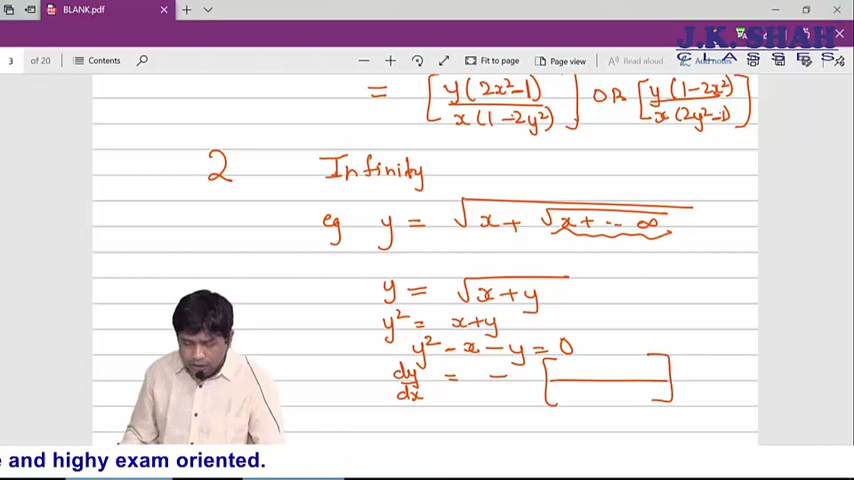 BLANK.pdf
J.K. SHAH
CLASSES
3 of 20 Contents Fit to page Page view Read aloud Add notes
= [y(2x²-1) / x(1-2y²)] OR [y(1-2x²) / x(2y²-1)]
2 Infinity
eg y = √(x + √(x + ... ∞))
y = √(x+y)
y² = x+y
y² - x - y = 0
dy/dx = - [ ]
e and highy exam oriented.